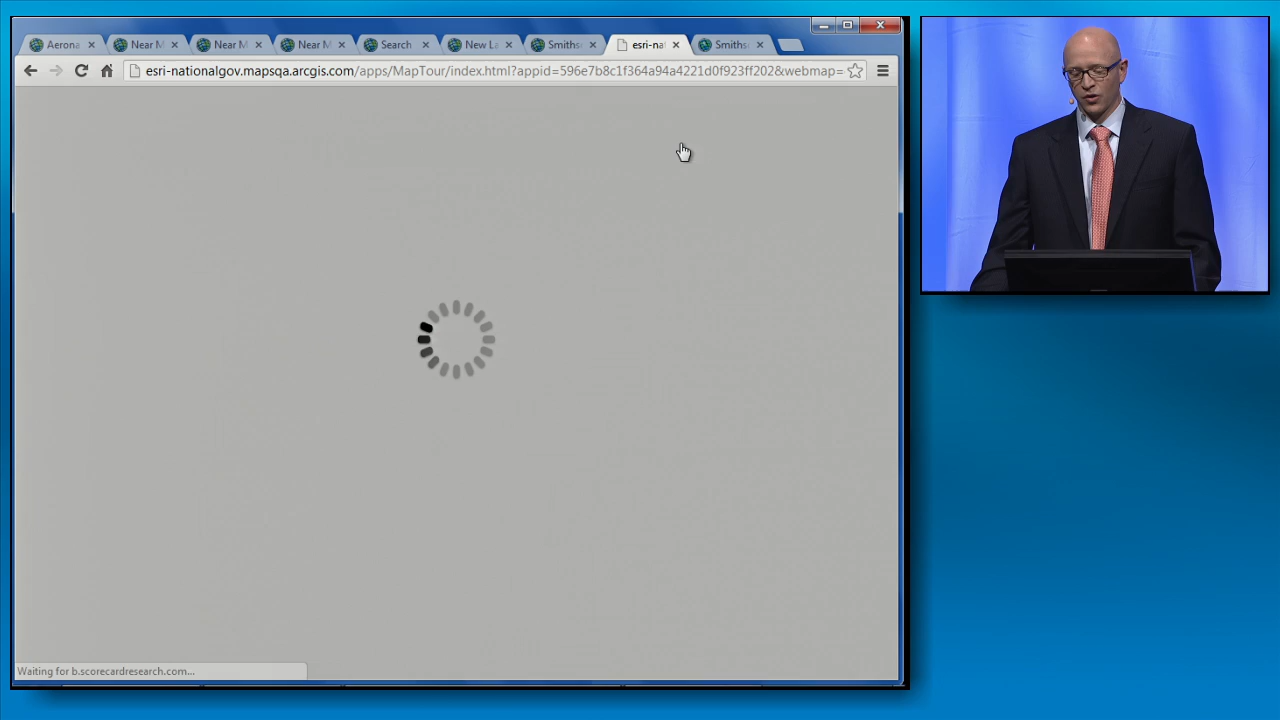 Aerona
Near M
Near M
Near M
Search
New La
Smiths
esri-nat
Smiths
esri-nationalgov.mapsqa.arcgis.com/apps/MapTour/index.html?appid=596e7b8c1f364a94a4221d0f923ff202&webmap=
Waiting for b.scorecardresearch.com...